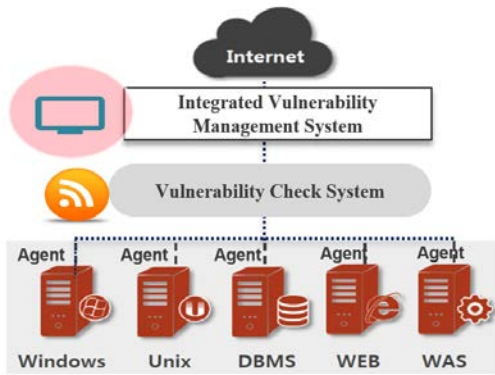 Internet
Integrated Vulnerability
Management System
Vulnerability Check System
Agent Agent Agent Agent Agent
Windows Unix DBMS WEB WAS